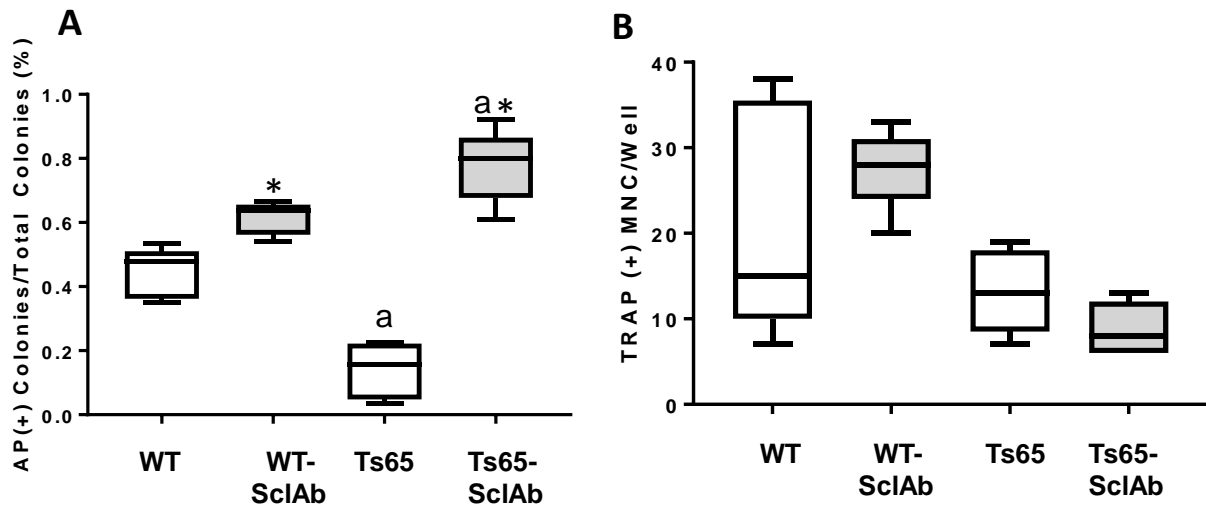 A
AP(+) Colonies/Total Colonies (%)
1.0
0.8
0.6
0.4
0.2
0.0
*
a
a *
WT
WT-
SclAb
Ts65
Ts65-
SclAb
B
TRAP (+) MNC/Well
40
30
20
10
0
WT
WT-
SclAb
Ts65
Ts65-
SclAb